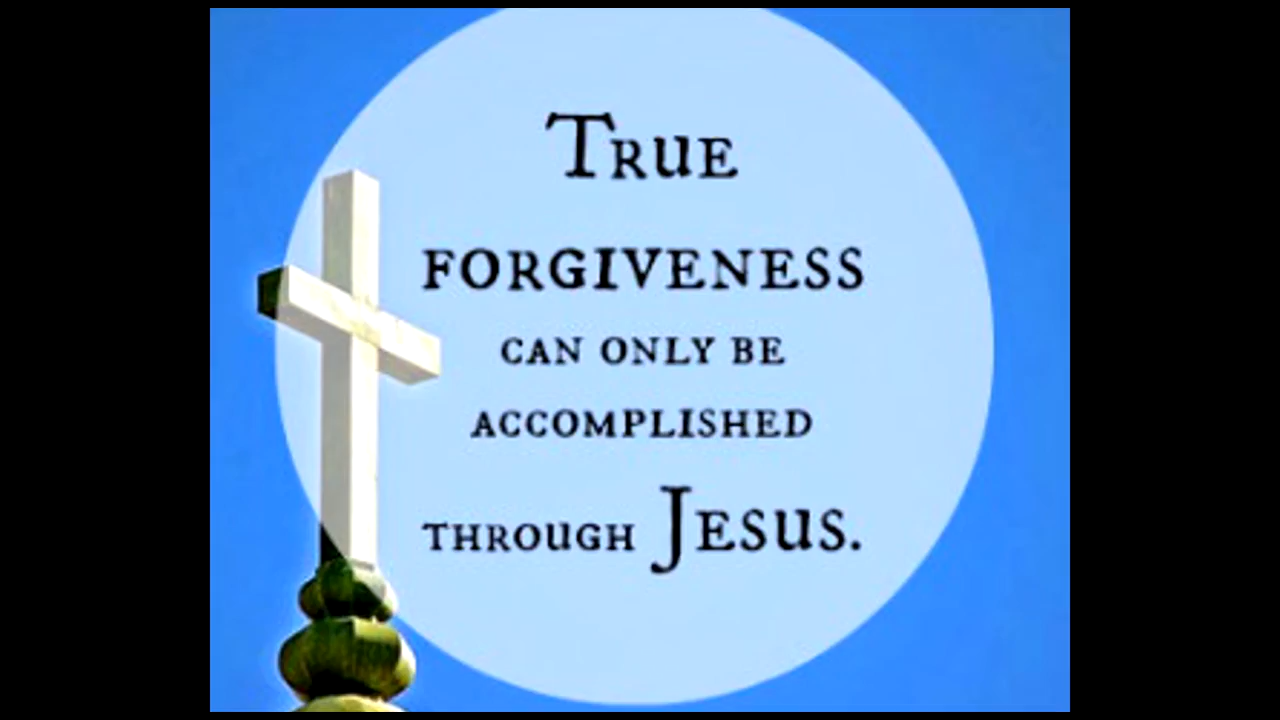 True
forgiveness
can only be
accomplished
through Jesus.